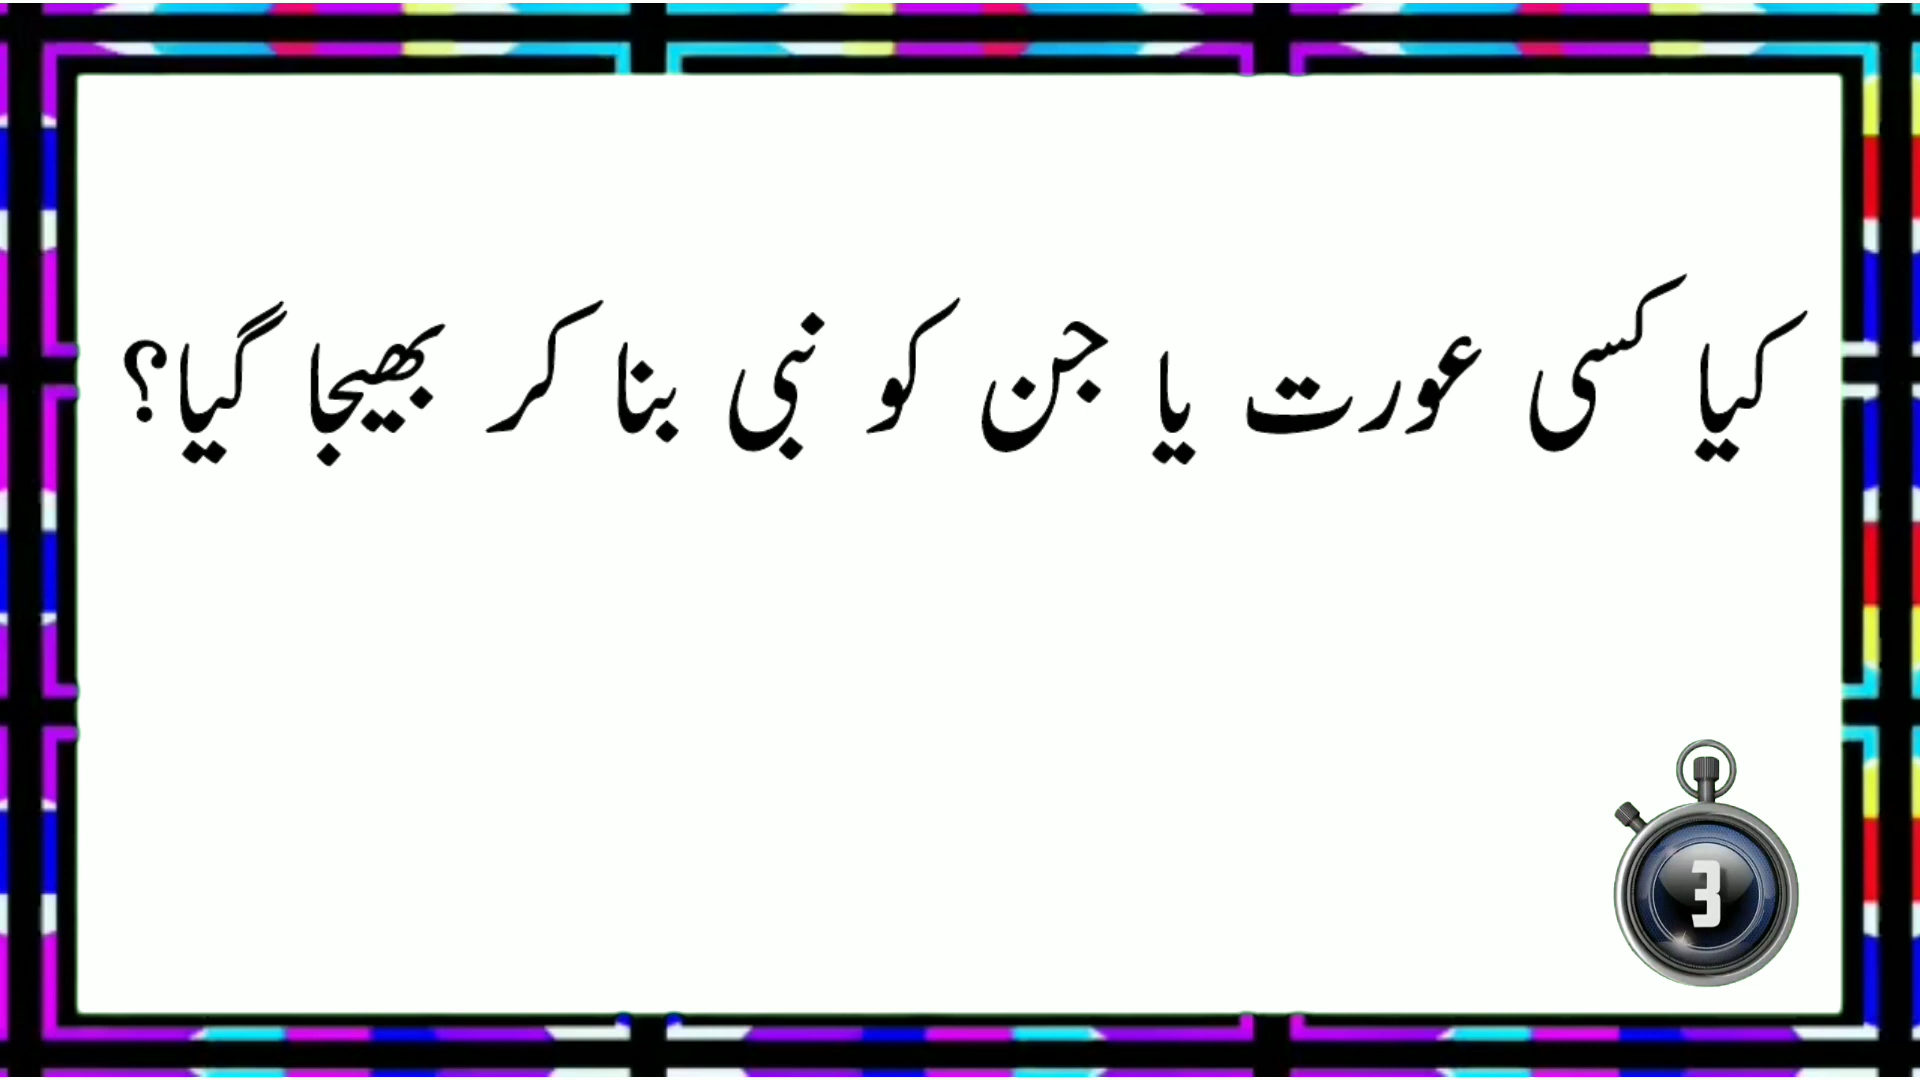 کیا کسی عورت یا جن کو نبی بنا کر بھیجا گیا؟
3